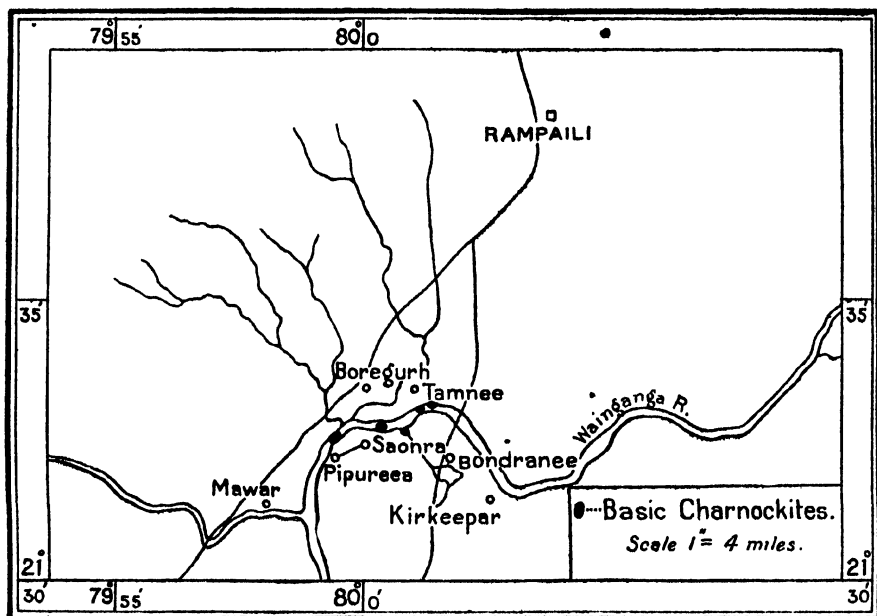 79°55' 80°0
RAMPAILI
35' 35'
Boregurh
Tamnee
Wainganga R.
Saonra
Bondranee
Pipureea
Mawar
Kirkeepar
Basic Charnockites.
Scale 1" = 4 miles.
21° 21°
30' 30'
79°55' 80°0'